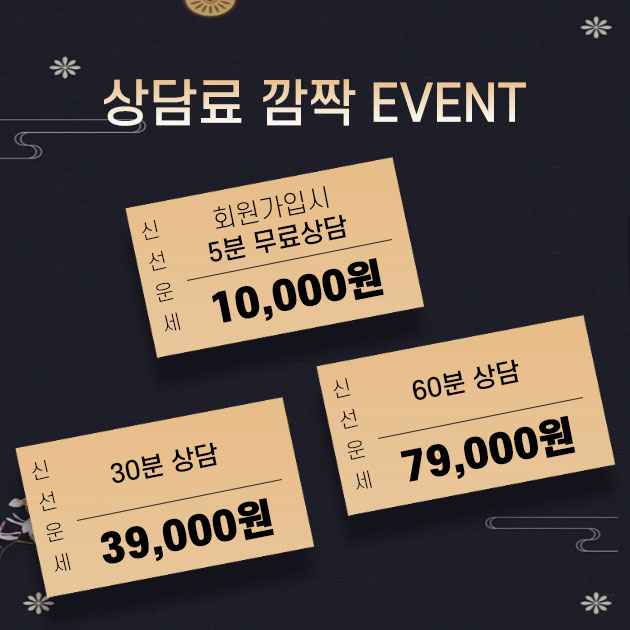 상담료 깜짝 EVENT
신선운세
회원가입시
5분 무료상담
10,000원
신선운세
60분 상담
79,000원
신선운세
30분 상담
39,000원